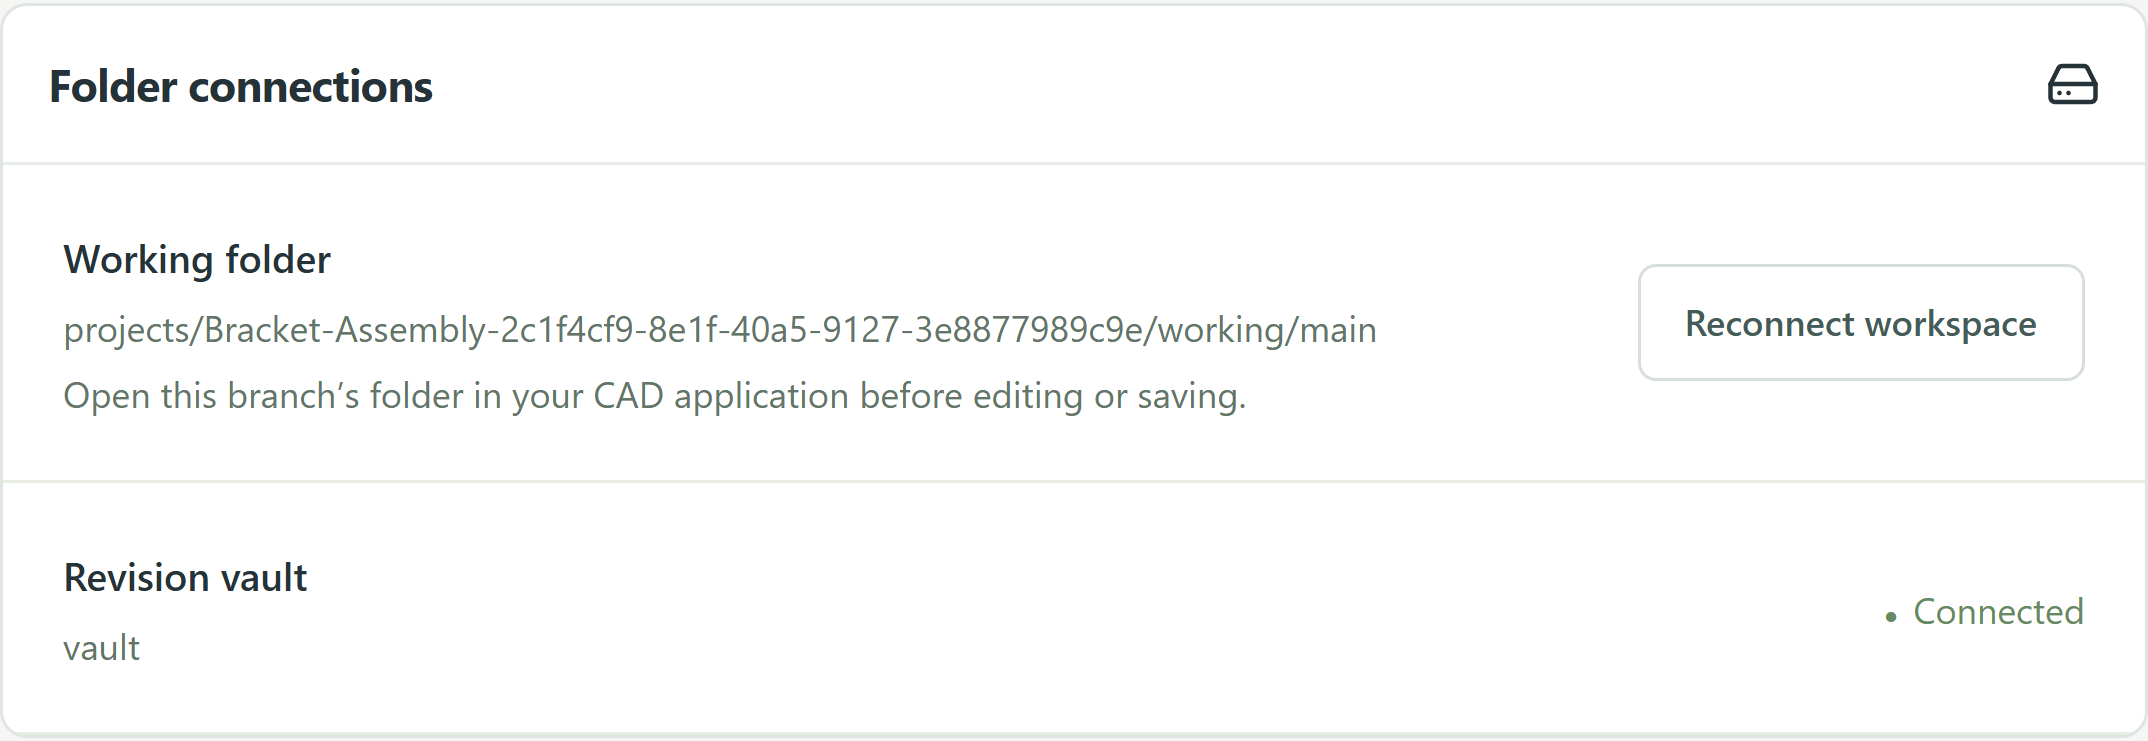 Folder connections
Working folder
projects/Bracket-Assembly-2c1f4cf9-8e1f-40a5-9127-3e8877989c9e/working/main
Open this branch’s folder in your CAD application before editing or saving.
Reconnect workspace
Revision vault
vault
• Connected